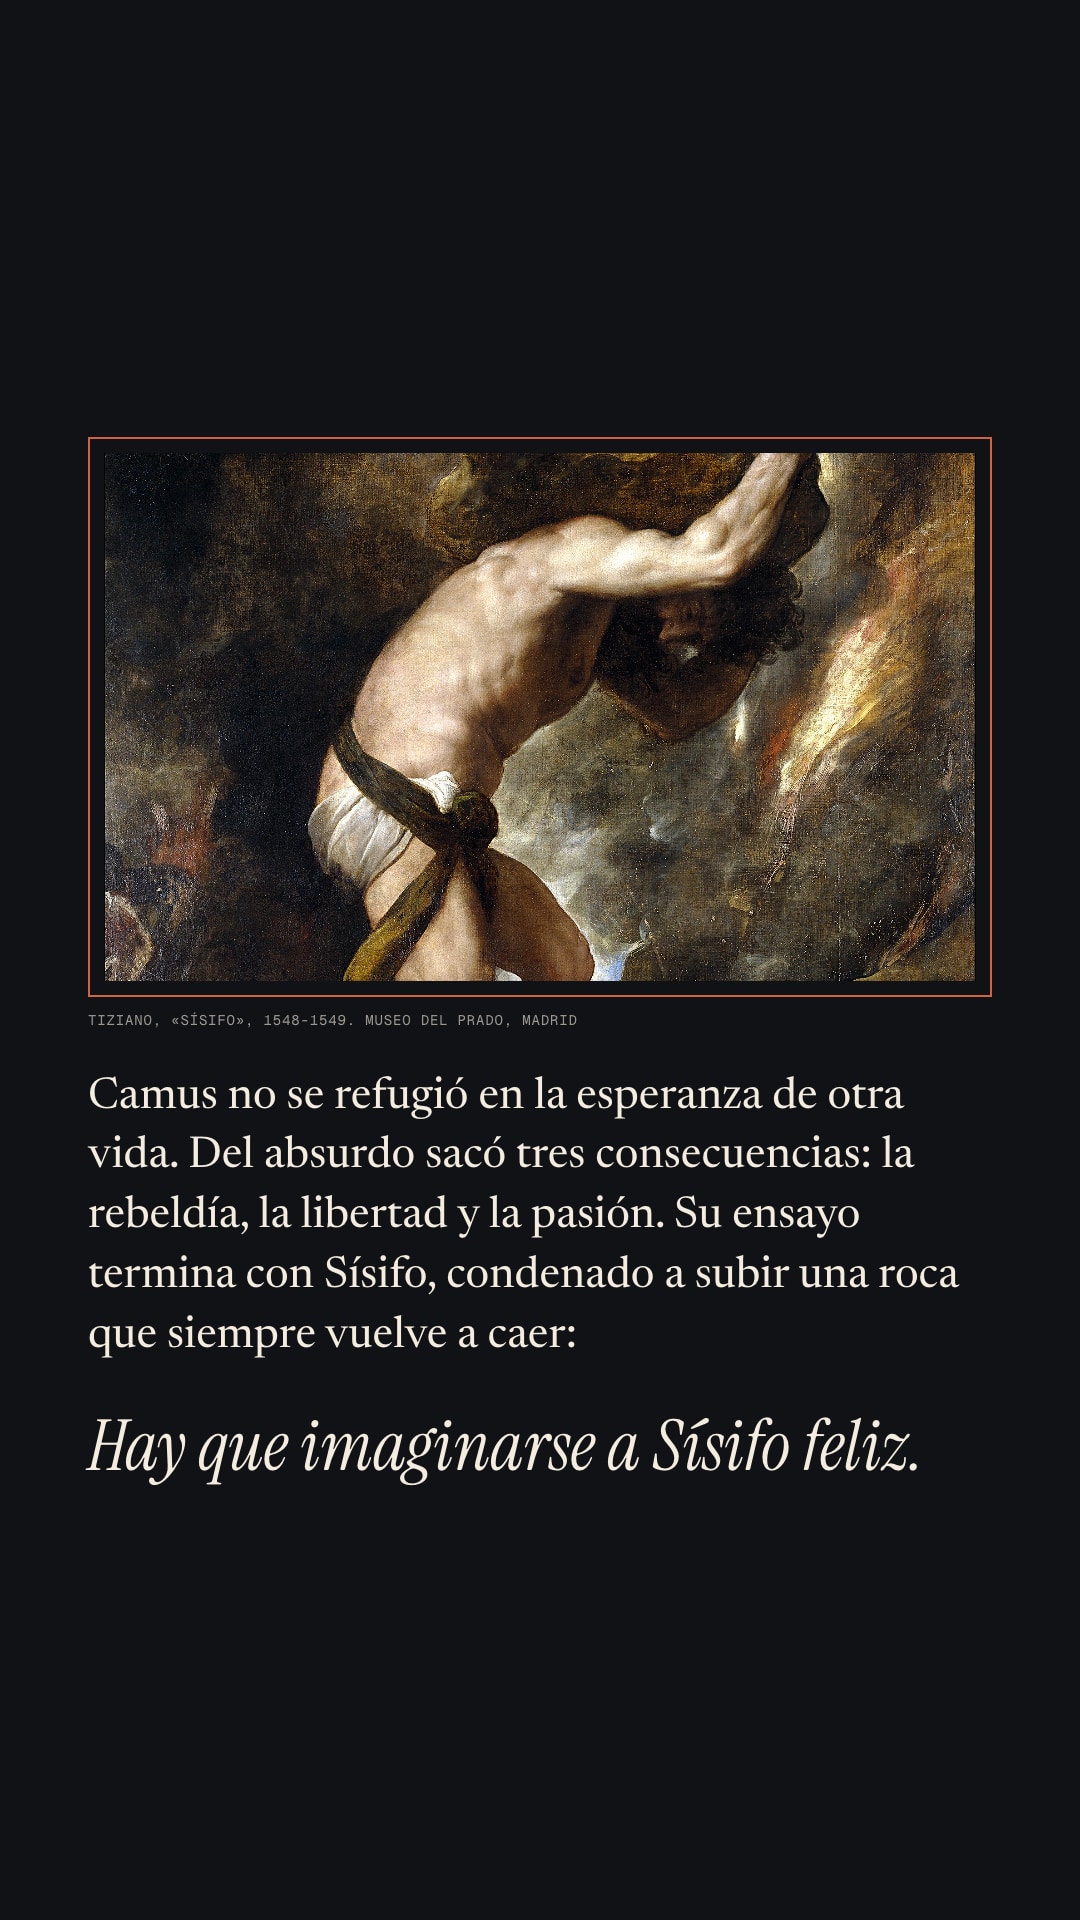 TIZIANO, «SÍSIFO», 1548-1549. MUSEO DEL PRADO, MADRID
Camus no se refugió en la esperanza de otra
vida. Del absurdo sacó tres consecuencias: la
rebeldía, la libertad y la pasión. Su ensayo
termina con Sísifo, condenado a subir una roca
que siempre vuelve a caer:
Hay que imaginarse a Sísifo feliz.